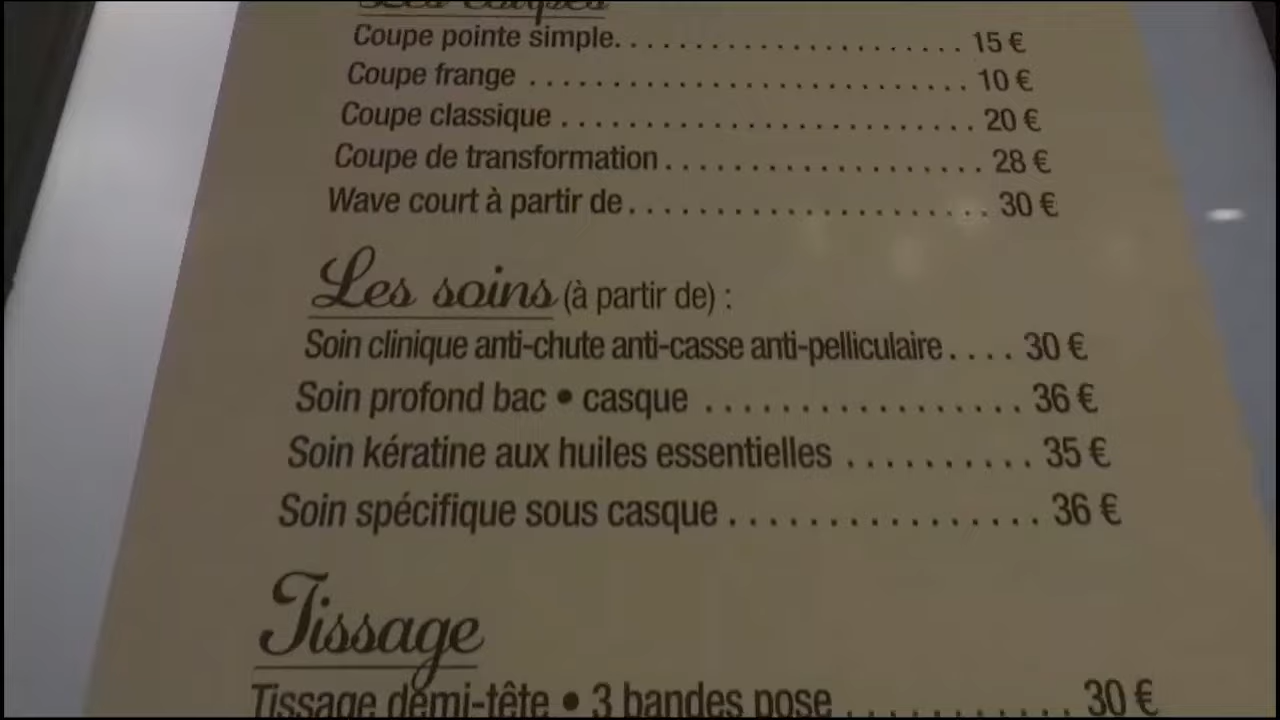 Les coupes
Coupe pointe simple. . . . . . . . . . . . . . . . . . . . . . 15 €
Coupe frange . . . . . . . . . . . . . . . . . . . . . . . . . . . 10 €
Coupe classique . . . . . . . . . . . . . . . . . . . . . . . . . 20 €
Coupe de transformation . . . . . . . . . . . . . . . . . . . 28 €
Wave court à partir de . . . . . . . . . . . . . . . . . . . . . 30 €
Les soins (à partir de) :
Soin clinique anti-chute anti-casse anti-pelliculaire . . . . 30 €
Soin profond bac • casque . . . . . . . . . . . . . . . . . 36 €
Soin kératine aux huiles essentielles . . . . . . . . . . 35 €
Soin spécifique sous casque . . . . . . . . . . . . . . . . 36 €
Tissage
Tissage demi-tête • 3 bandes pose . . . . . . . . . . . 30 €